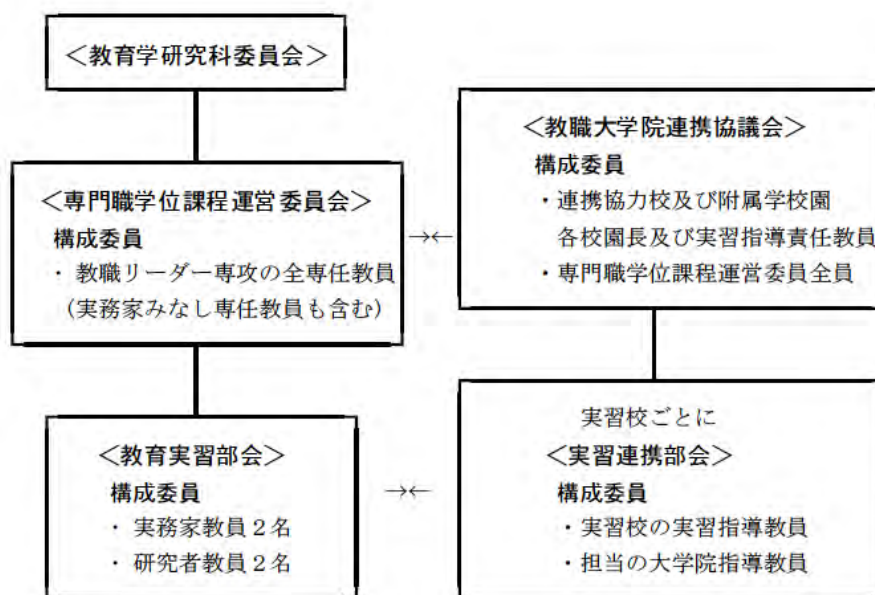 ＜教育学研究科委員会＞
＜専門職学位課程運営委員会＞
構成委員
・ 教職リーダー専攻の全専任教員
（実務家みなし専任教員も含む）
→←
＜教職大学院連携協議会＞
構成委員
・連携協力校及び附属学校園
各校園長及び実習指導責任教員
・専門職学位課程運営委員全員
＜教育実習部会＞
構成委員
・ 実務家教員２名
・ 研究者教員２名
→←
実習校ごとに
＜実習連携部会＞
構成委員
・実習校の実習指導教員
・担当の大学院指導教員